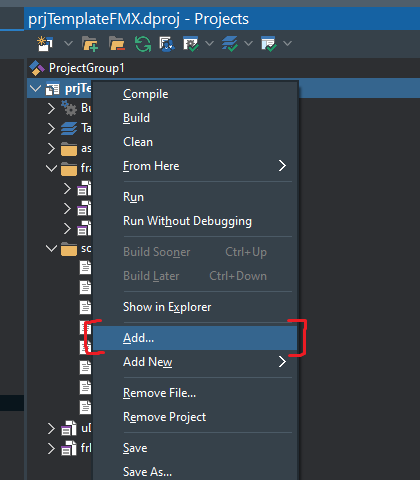 prjTemplateFMX.dproj - Projects
ProjectGroup1
prjTe
Bu
Ta
as
fra
sc
uD
frl
Compile
Build
Clean
From Here
Run
Run Without Debugging
Build Sooner Ctrl+Up
Build Later Ctrl+Down
Show in Explorer
Add...
Add New
Remove File...
Remove Project
Save
Save As...